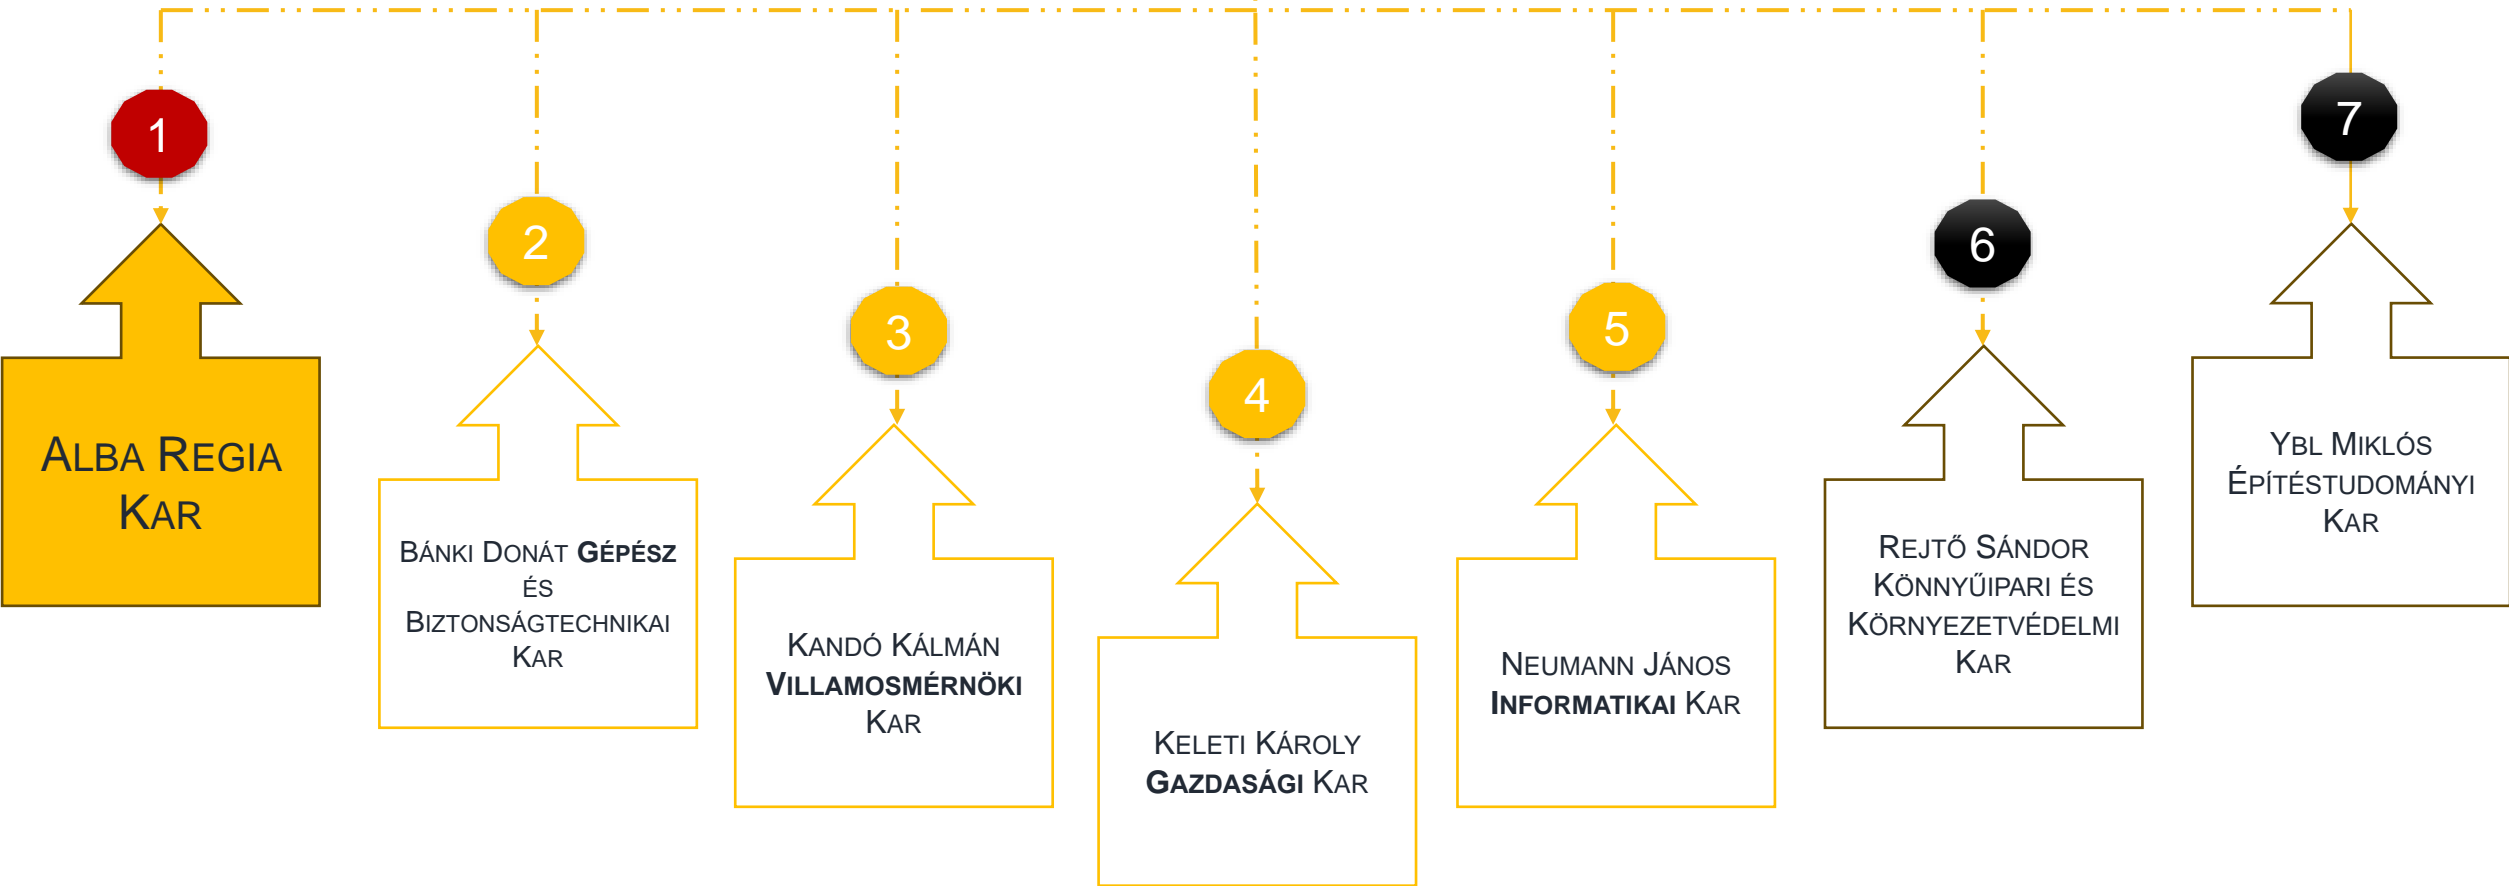 1
ALBA REGIA
KAR
2
BÁNKI DONÁT GÉPÉSZ
ÉS
BIZTONSÁGTECHNIKAI
KAR
3
KANDÓ KÁLMÁN
VILLAMOSMÉRNÖKI
KAR
4
KELETI KÁROLY
GAZDASÁGI KAR
5
NEUMANN JÁNOS
INFORMATIKAI KAR
6
REJTŐ SÁNDOR
KÖNNYŰIPARI ÉS
KÖRNYEZETVÉDELMI
KAR
7
YBL MIKLÓS
ÉPÍTÉSTUDOMÁNYI
KAR